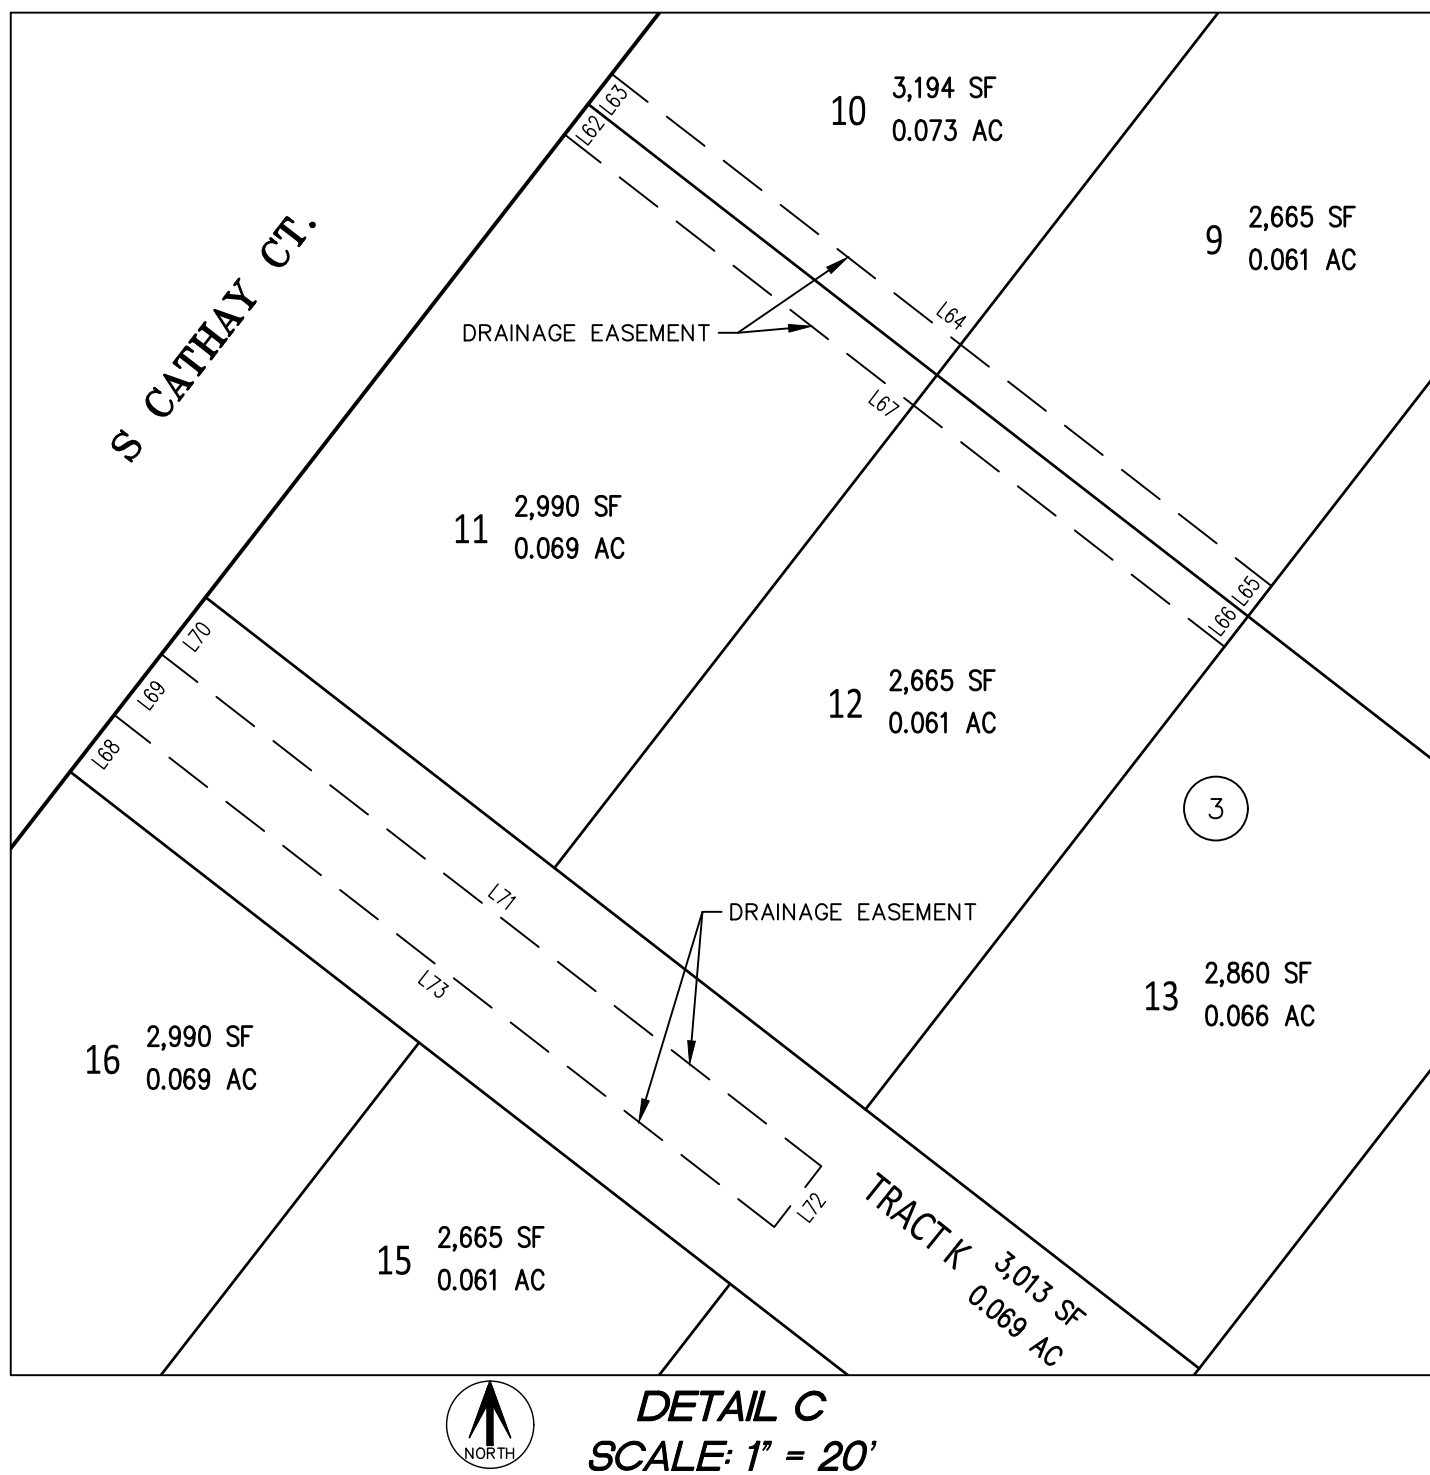 10
3,194 SF
0.073 AC
L63
L62
9
2,665 SF
0.061 AC
S CATHAY CT.
DRAINAGE EASEMENT
L64
L67
11
2,990 SF
0.069 AC
L65
L66
L70
L69
L68
12
2,665 SF
0.061 AC
3
L71
DRAINAGE EASEMENT
L73
13
2,860 SF
0.066 AC
16
2,990 SF
0.069 AC
L72
TRACT K
3,013 SF
0.069 AC
15
2,665 SF
0.061 AC
NORTH
DETAIL C
SCALE: 1" = 20'